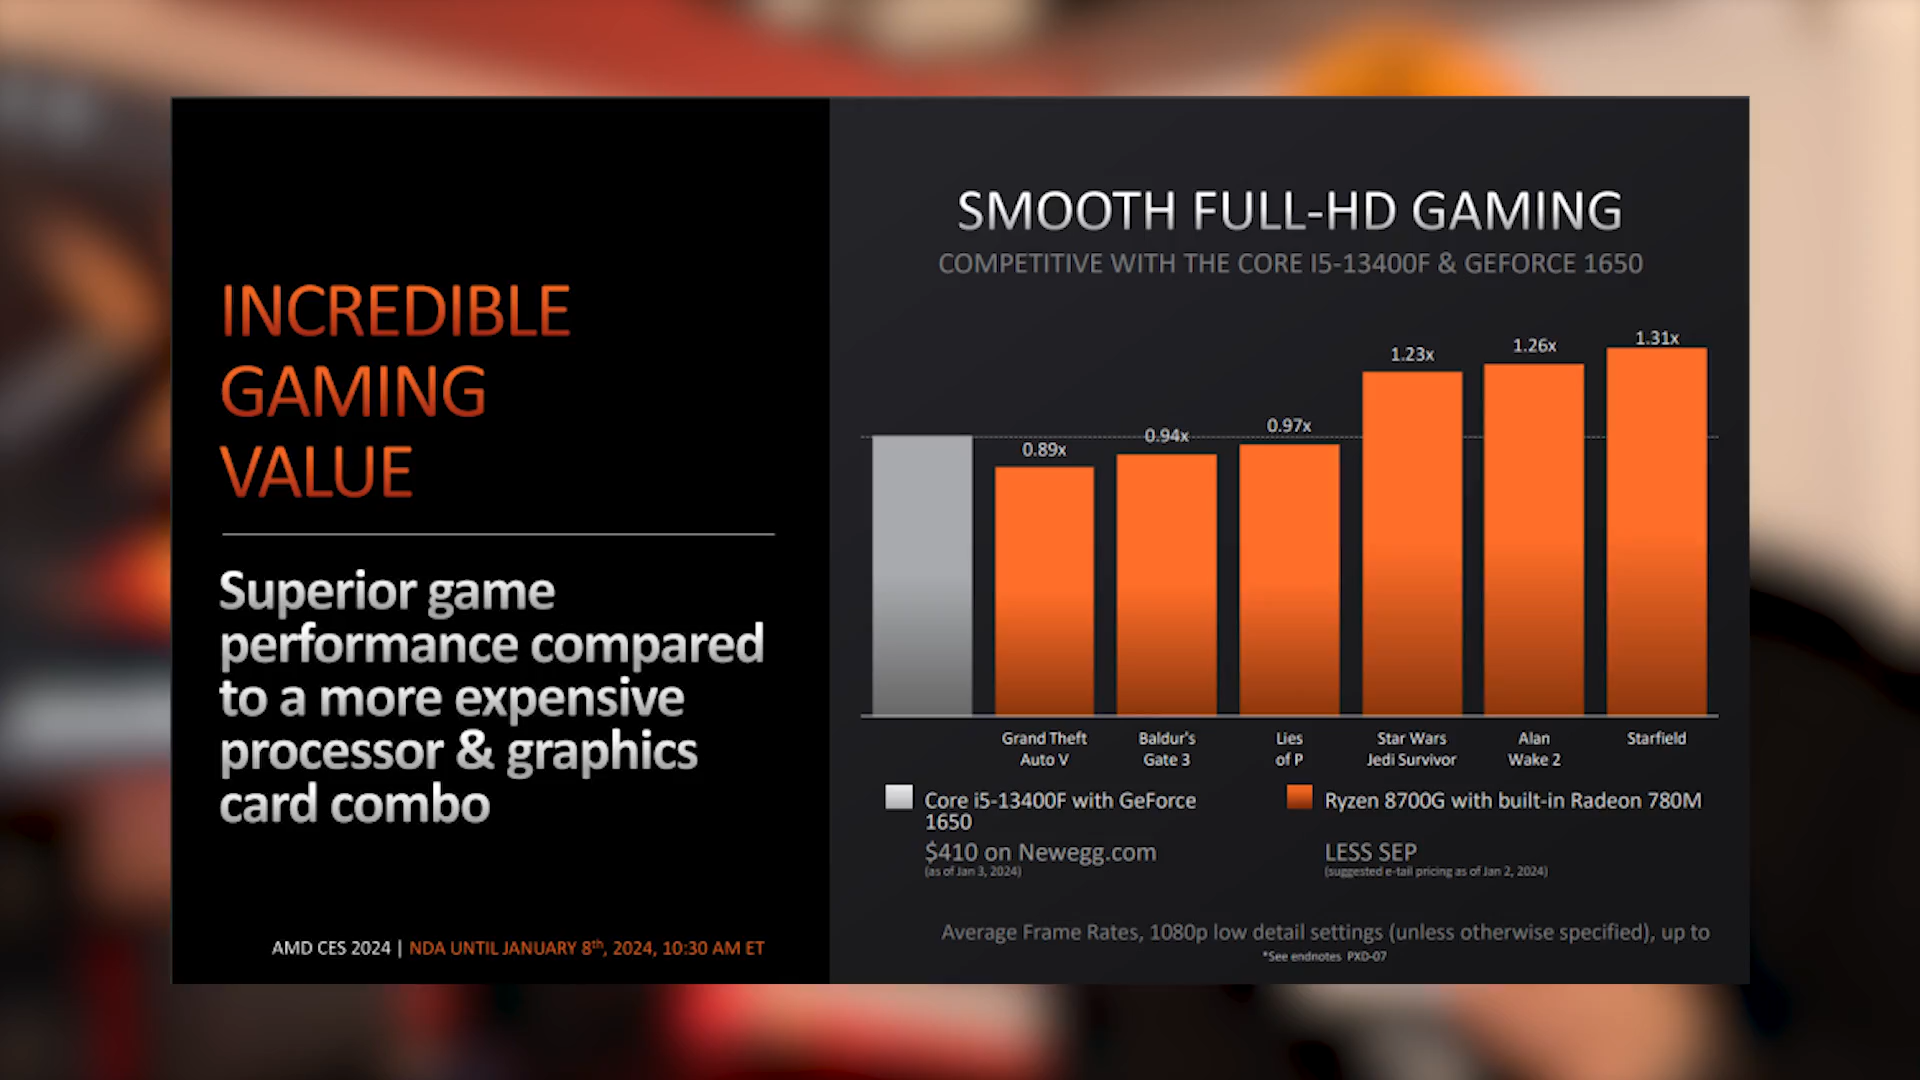 INCREDIBLE
GAMING
VALUE
Superior game
performance compared
to a more expensive
processor & graphics
card combo
AMD CES 2024 | NDA UNTIL JANUARY 8th, 2024, 10:30 AM ET
SMOOTH FULL-HD GAMING
COMPETITIVE WITH THE CORE I5-13400F & GEFORCE 1650
0.89x
0.94x
0.97x
1.23x
1.26x
1.31x
Grand Theft
Auto V
Baldur's
Gate 3
Lies
of P
Star Wars
Jedi Survivor
Alan
Wake 2
Starfield
Core i5-13400F with GeForce
1650
$410 on Newegg.com
(as of Jan 3, 2024)
Ryzen 8700G with built-in Radeon 780M
LESS SEP
(suggested e-tail pricing as of Jan 2, 2024)
Average Frame Rates, 1080p low detail settings (unless otherwise specified), up to
*See endnotes PXD-07